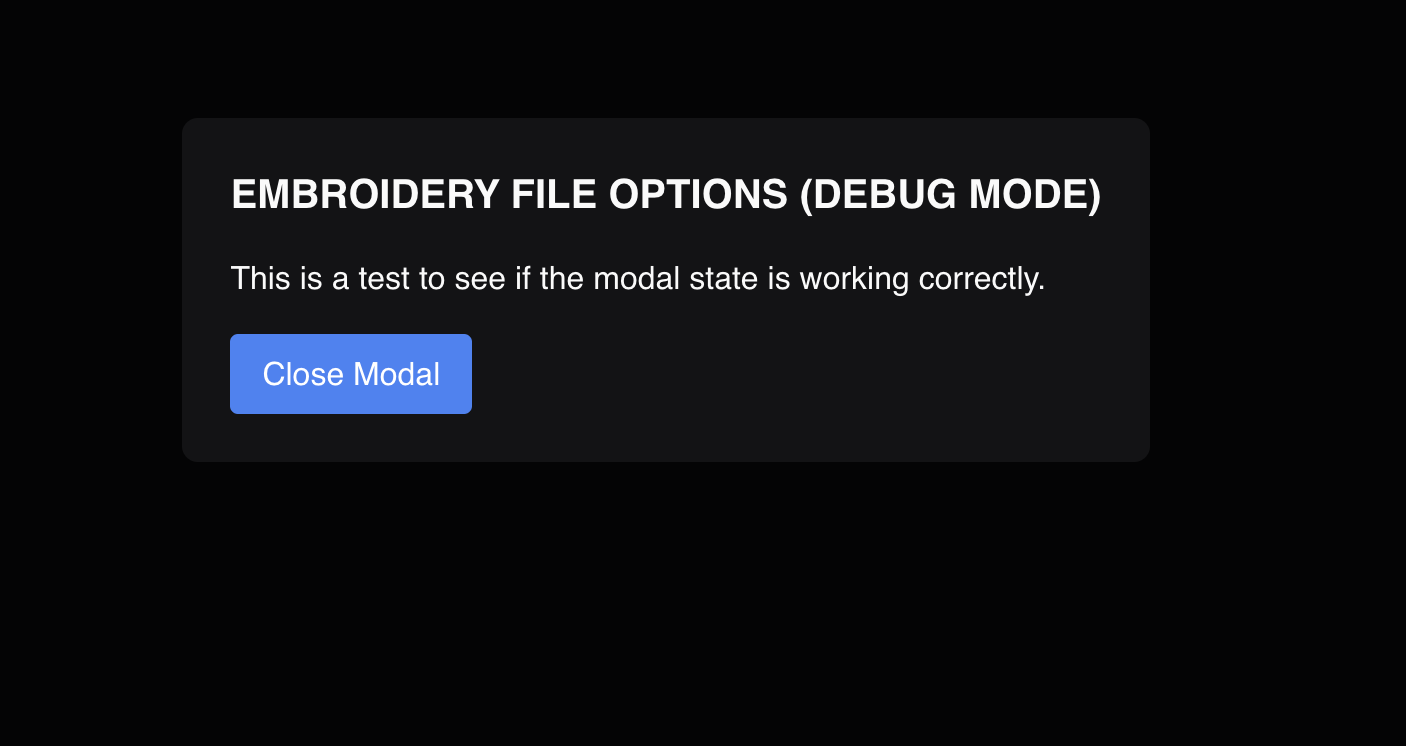 EMBROIDERY FILE OPTIONS (DEBUG MODE)
This is a test to see if the modal state is working correctly.
Close Modal